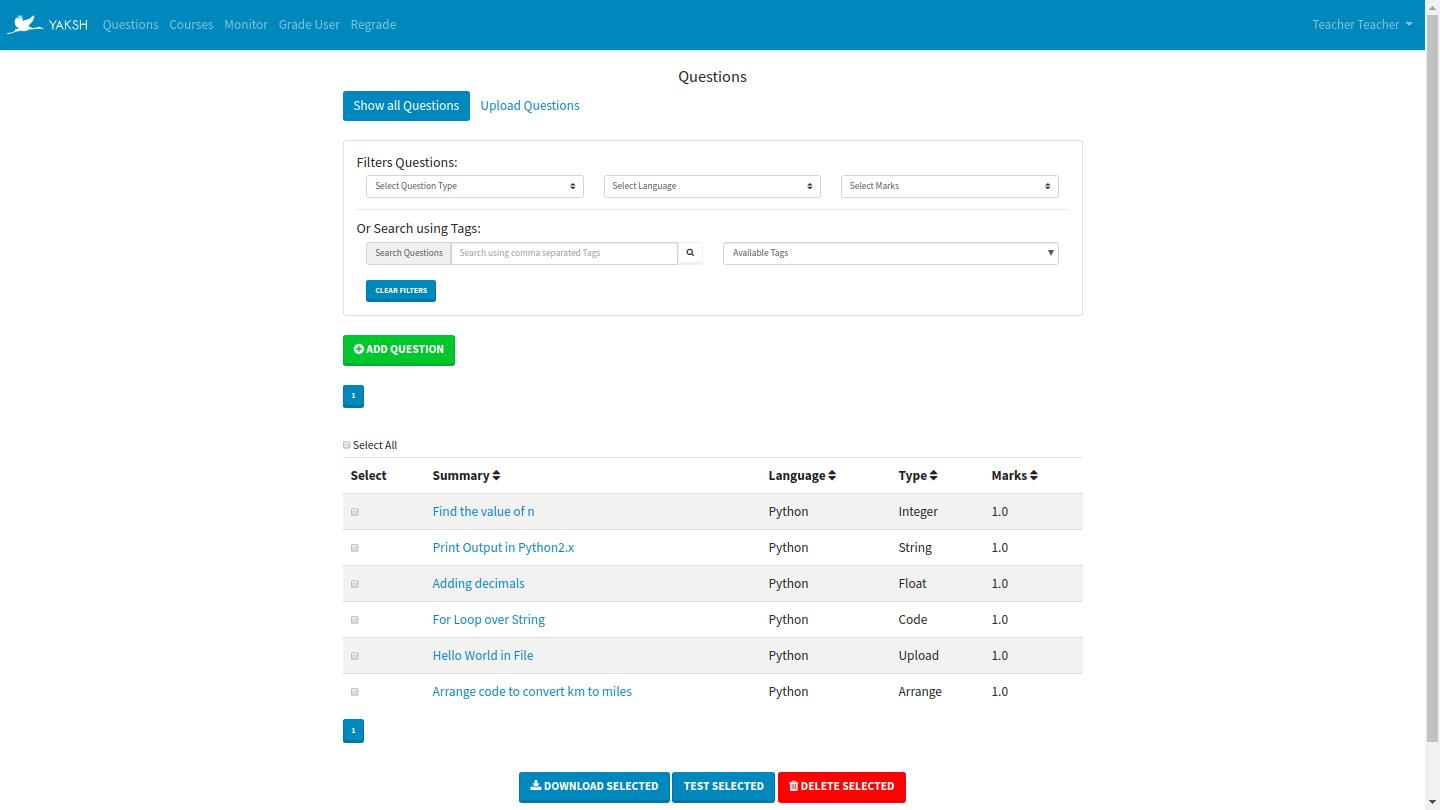 YAKSH Questions Courses Monitor Grade User Regrade Teacher Teacher
Questions
Show all Questions Upload Questions
Filters Questions:
Select Question Type Select Language Select Marks
Or Search using Tags:
Search Questions Search using comma separated Tags Available Tags
CLEAR FILTERS
ADD QUESTION
1
Select All
Select Summary Language Type Marks
Find the value of n Python Integer 1.0
Print Output in Python2.x Python String 1.0
Adding decimals Python Float 1.0
For Loop over String Python Code 1.0
Hello World in File Python Upload 1.0
Arrange code to convert km to miles Python Arrange 1.0
1
DOWNLOAD SELECTED TEST SELECTED DELETE SELECTED